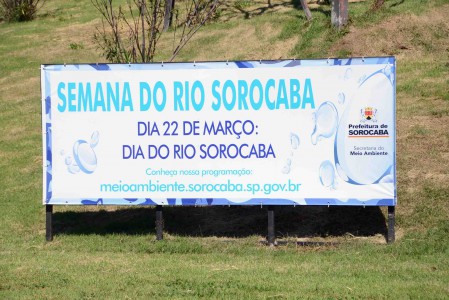 SEMANA DO RIO SOROCABA
DIA 22 DE MARÇO:
DIA DO RIO SOROCABA
Conheça nossa programação:
meioambiente.sorocaba.sp.gov.br
Prefeitura de
SOROCABA
Secretaria do
Meio Ambiente